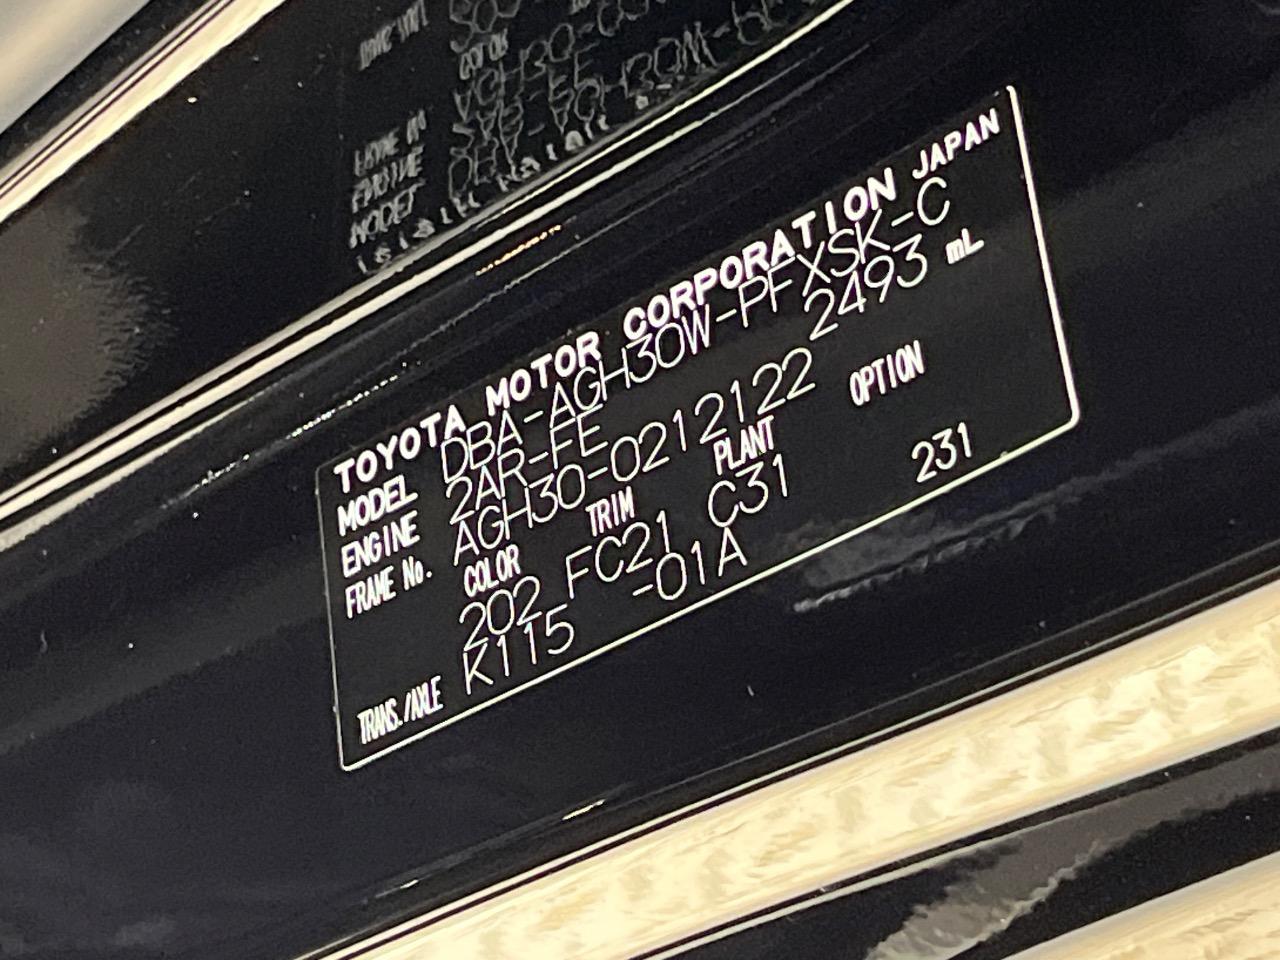 TOYOTA MOTOR CORPORATION JAPAN
MODEL DBA-AGH30W-PFXSK-C
ENGINE 2AR-FE 2493 mL
FRAME No. AGH30-0212122
COLOR TRIM PLANT OPTION
202 FC21 C31 231
TRANS./AXLE K115 -01A